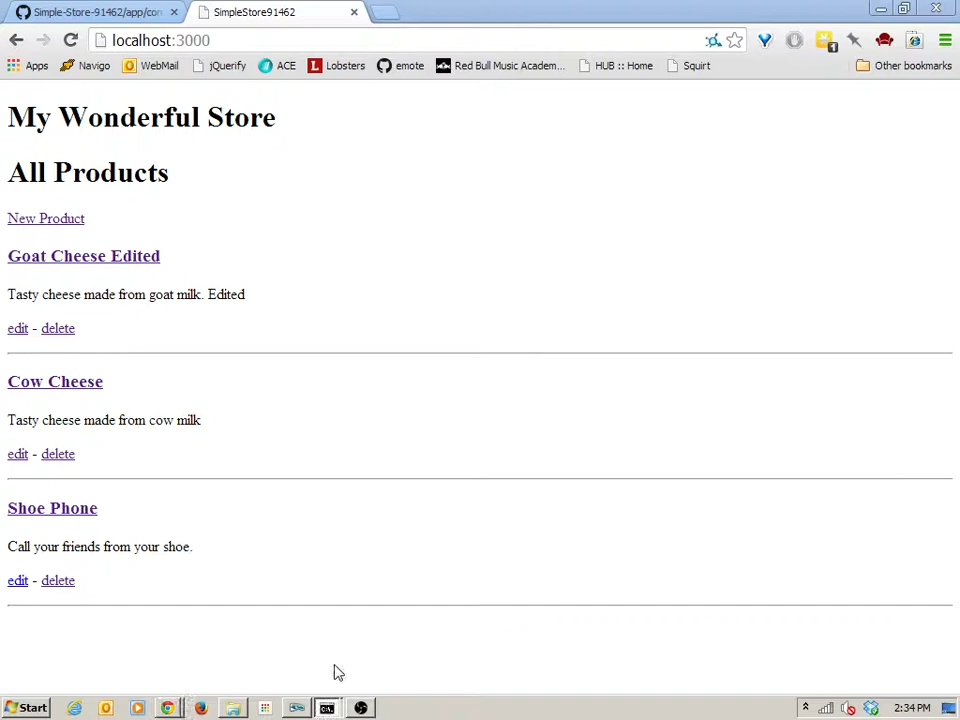 Simple-Store-91462/app/con
SimpleStore91462
localhost:3000
1
Apps
Navigo
WebMail
jQuerify
ACE
Lobsters
emote
Red Bull Music Academ...
HUB :: Home
Squirt
Other bookmarks
My Wonderful Store
All Products
New Product
Goat Cheese Edited
Tasty cheese made from goat milk. Edited
edit - delete
Cow Cheese
Tasty cheese made from cow milk
edit - delete
Shoe Phone
Call your friends from your shoe.
edit - delete
Start
2:34 PM